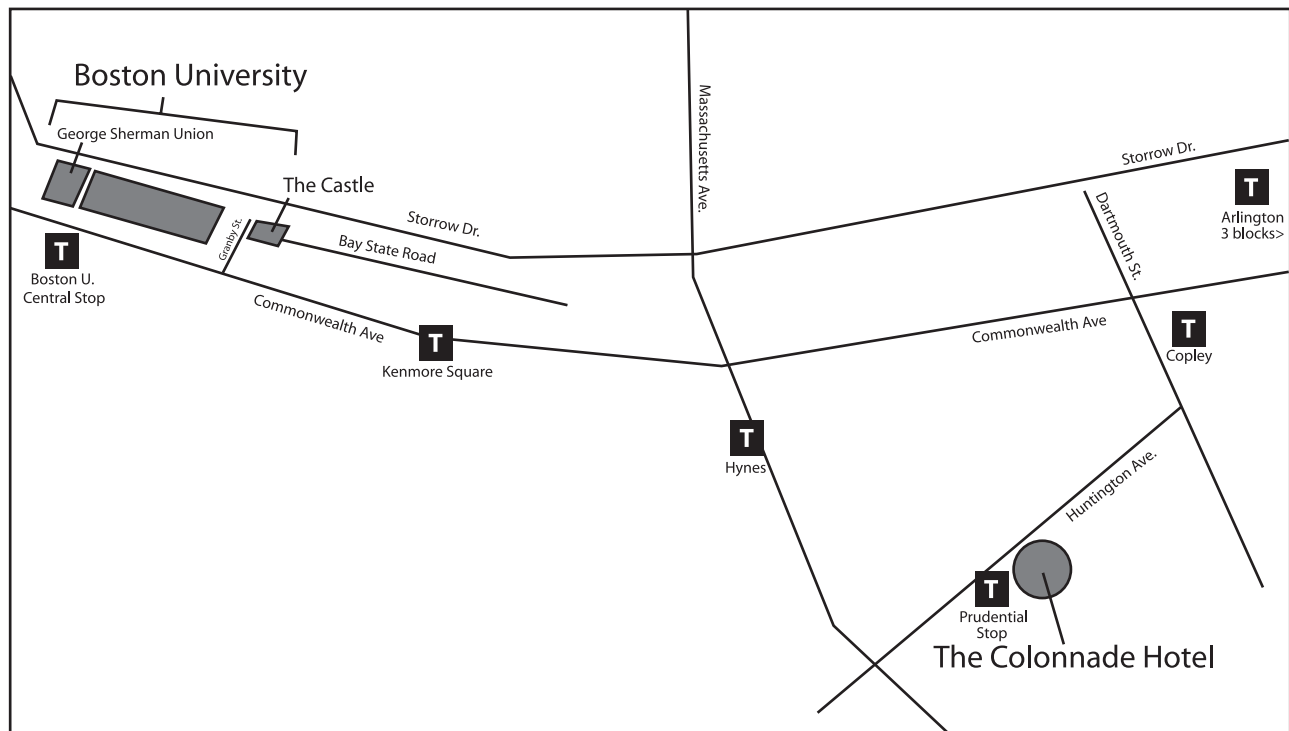 Boston University
George Sherman Union
The Castle
Granby St.
Bay State Road
Storrow Dr.
Massachusetts Ave.
Storrow Dr.
Dartmouth St.
T
Arlington
3 blocks>
T
Boston U.
Central Stop
Commonwealth Ave
T
Kenmore Square
Commonwealth Ave
T
Copley
T
Hynes
Huntington Ave.
T
Prudential
Stop
The Colonnade Hotel